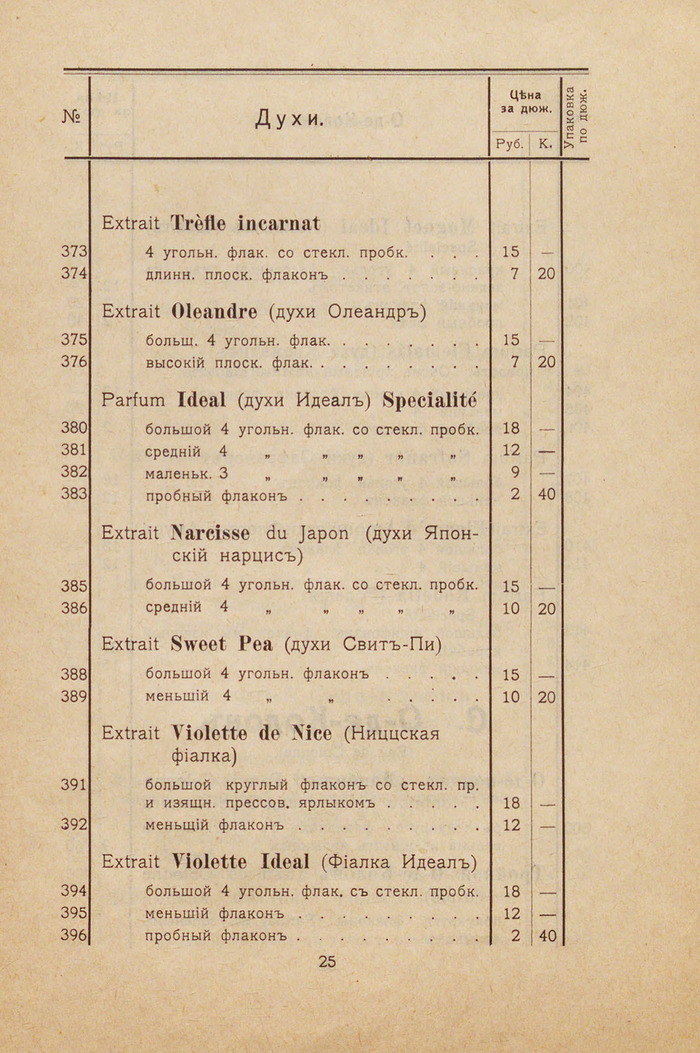 № Духи. Цѣна за дюж. Руб. К. Упаковка по дюж.
Extrait Trèfle incarnat
373 4 угольн. флак. со стекл. пробк. . . . 15 —
374 длинн. плоск. флаконъ . . . . . . . 7 20
Extrait Oleandre (духи Олеандръ)
375 больщ. 4 угольн. флак. . . . . . . . 15 —
376 высокій плоск. флак. . . . . . . . . 7 20
Parfum Ideal (духи Идеалъ) Specialité
380 большой 4 угольн. флак. со стекл. пробк. 18 —
381 средній 4 „ „ „ „ „ 12 —
382 маленьк. 3 „ „ „ „ „ 9 —
383 пробный флаконъ . . . . . . . . . 2 40
Extrait Narcisse du Japon (духи Япон-
скій нарцисъ)
385 большой 4 угольн. флак. со стекл. пробк. 15 —
386 средній 4 „ „ „ „ „ 10 20
Extrait Sweet Pea (духи Свитъ-Пи)
388 большой 4 угольн. флаконъ . . . . . 15 —
389 меньшій 4 „ „ . . . . . 10 20
Extrait Violette de Nice (Ниццская
фіалка)
391 большой круглый флаконъ со стекл. пр.
и изящн. прессов. ярлыкомъ . . . . . 18 —
392 меньщій флаконъ . . . . . . . . . 12 —
Extrait Violette Ideal (Фіалка Идеалъ)
394 большой 4 угольн. флак. съ стекл. пробк. 18 —
395 меньшій флаконъ . . . . . . . . . 12 —
396 пробный флаконъ . . . . . . . . . 2 40
25